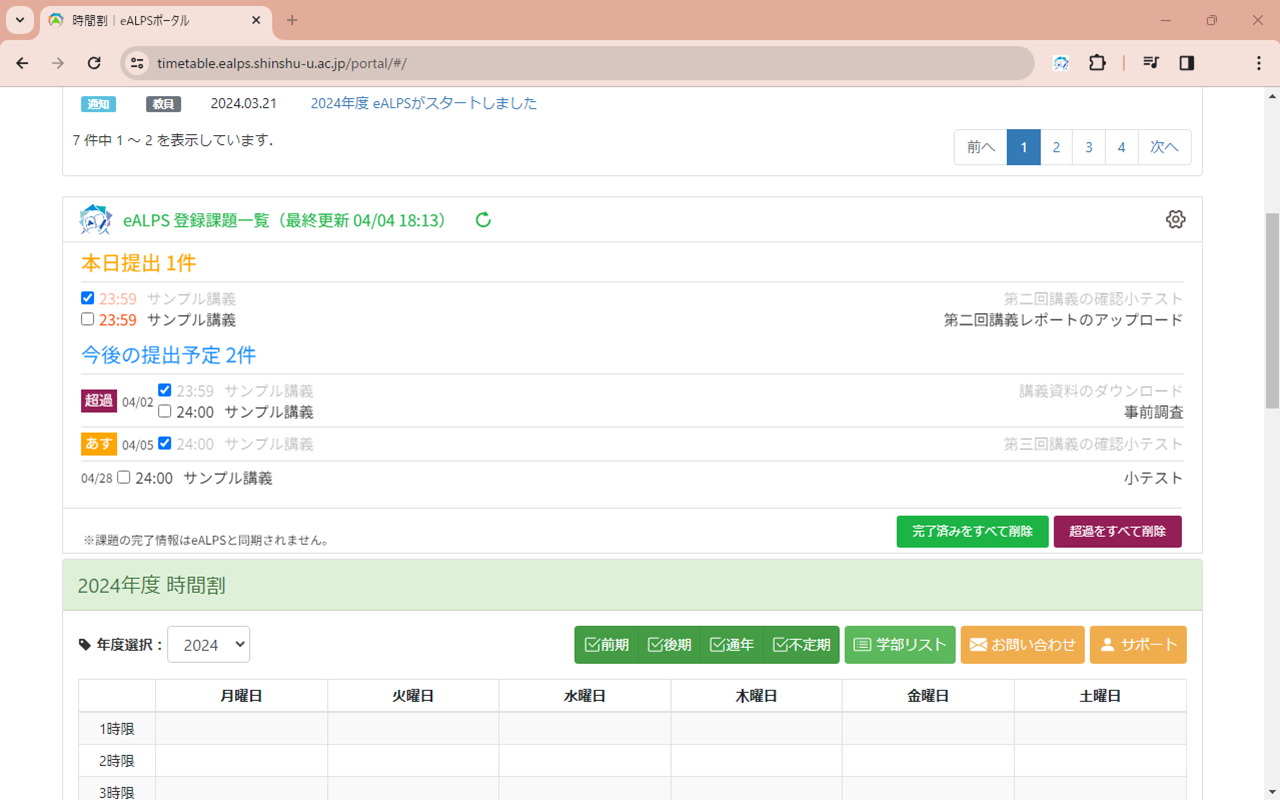 時間割｜eALPSポータル
timetable.ealps.shinshu-u.ac.jp/portal/#/
通知 教員 2024.03.21 2024年度 eALPSがスタートしました
7 件中 1 ～ 2 を表示しています.
前へ 1 2 3 4 次へ
eALPS 登録課題一覧（最終更新 04/04 18:13）
本日提出 1件
23:59 サンプル講義 第二回講義の確認小テスト
23:59 サンプル講義 第二回講義レポートのアップロード
今後の提出予定 2件
超過 04/02 23:59 サンプル講義 講義資料のダウンロード
24:00 サンプル講義 事前調査
あす 04/05 24:00 サンプル講義 第三回講義の確認小テスト
04/28 24:00 サンプル講義 小テスト
※課題の完了情報はeALPSと同期されません。 完了済みをすべて削除 超過をすべて削除
2024年度 時間割
年度選択： 2024 前期 後期 通年 不定期 学部リスト お問い合わせ サポート
月曜日 火曜日 水曜日 木曜日 金曜日 土曜日
1時限
2時限
3時限